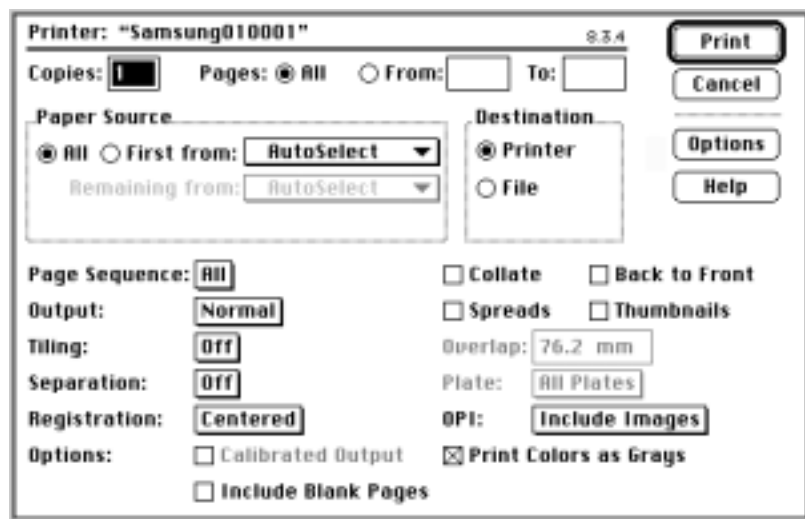 Printer: “Samsung010001” 8.3.4 Print
Copies: 1 Pages: All From: To: Cancel
Paper Source Destination
All First from: AutoSelect Printer Options
Remaining from: AutoSelect File Help
Page Sequence: All Collate Back to Front
Output: Normal Spreads Thumbnails
Tiling: Off Overlap: 76.2 mm
Separation: Off Plate: All Plates
Registration: Centered OPI: Include Images
Options: Calibrated Output Print Colors as Grays
Include Blank Pages